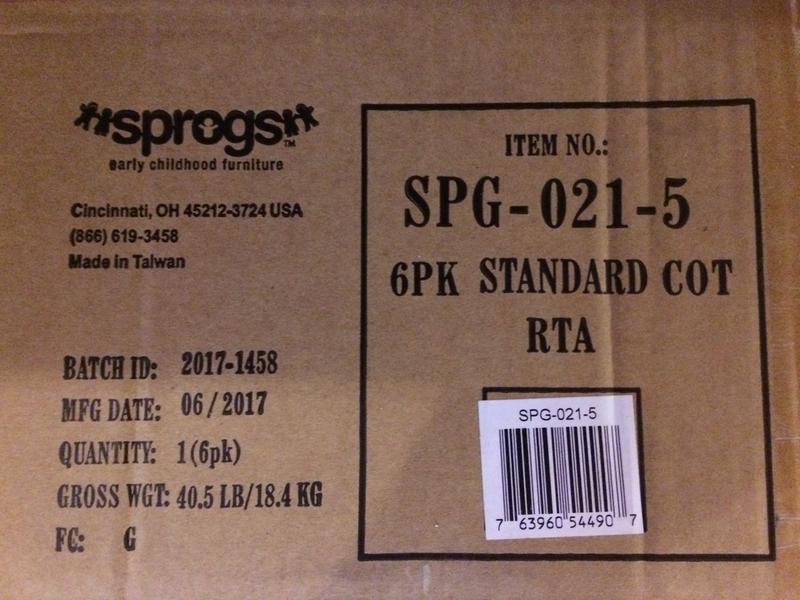 sprogs™
early childhood furniture
Cincinnati, OH 45212-3724 USA
(866) 619-3458
Made in Taiwan
BATCH ID: 2017-1458
MFG DATE: 06/2017
QUANTITY: 1(6pk)
GROSS WGT: 40.5 LB/18.4 KG
FC: G
ITEM NO.:
SPG-021-5
6PK STANDARD COT
RTA
SPG-021-5
7 63960 54490 7